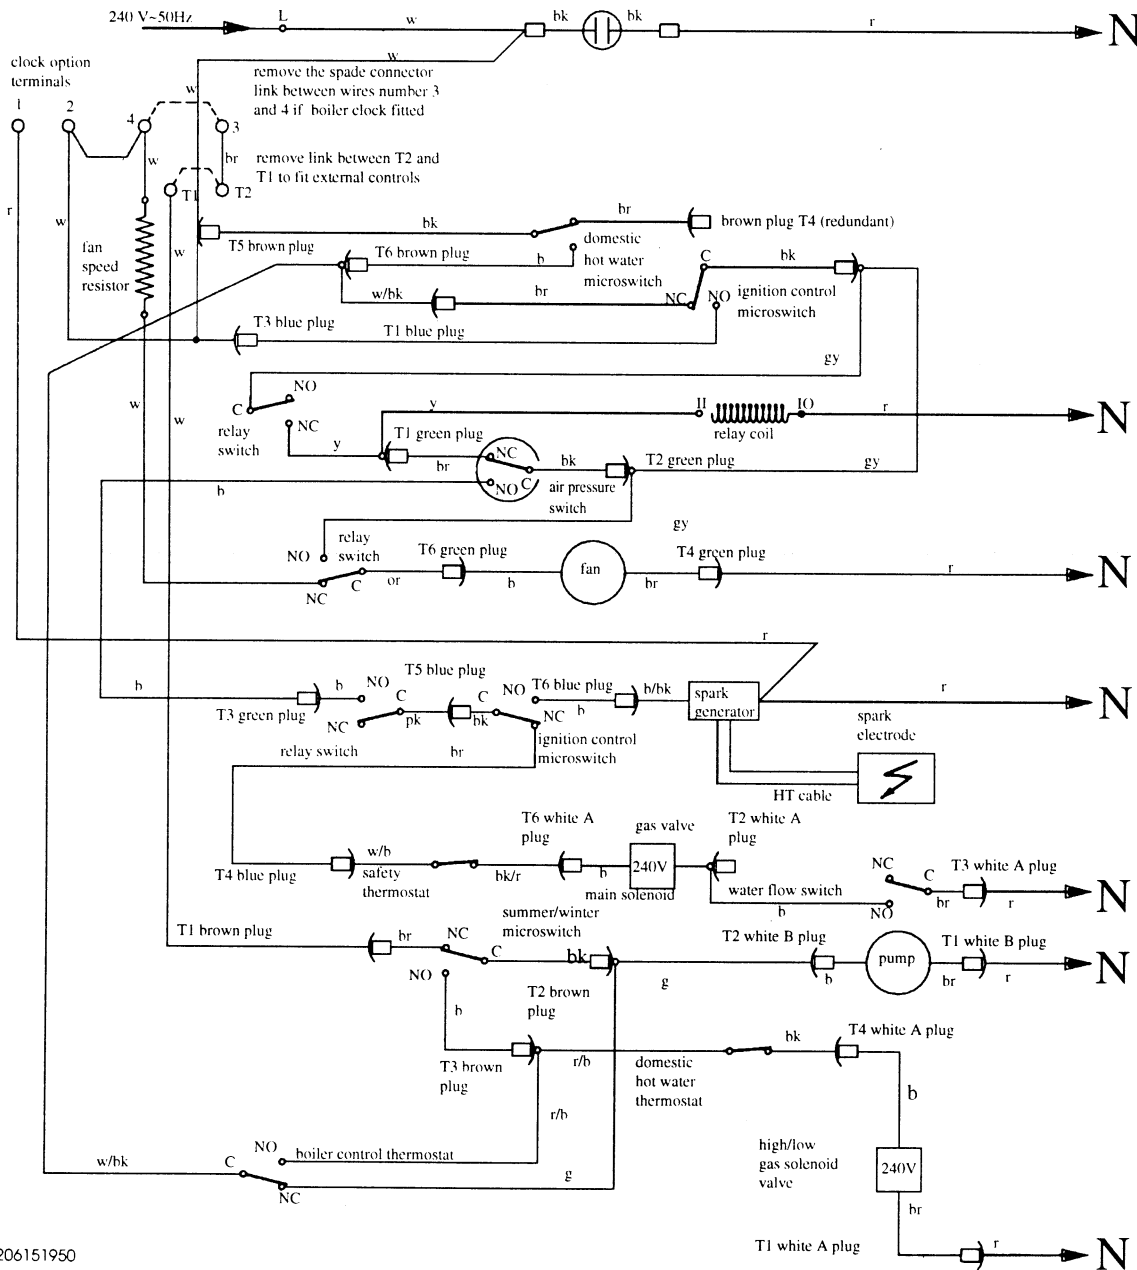 240 V~50Hz
L
w
bk
bk
r
N
clock option
terminals
1
2
4
3
w
w
remove the spade connector
link between wires number 3
and 4 if boiler clock fitted
w
br
remove link between T2 and
T1 to fit external controls
T1
T2
r
w
w
fan
speed
resistor
bk
br
brown plug T4 (redundant)
T5 brown plug
domestic
hot water
microswitch
T6 brown plug
b
C
bk
w/bk
br
NC
NO
ignition control
microswitch
T3 blue plug
T1 blue plug
gy
w
w
NO
C
relay
switch
NC
y
y
II
IO
relay coil
r
N
T1 green plug
br
NC
NO
C
bk
air pressure
switch
T2 green plug
gy
b
relay
switch
NO
NC
C
or
T6 green plug
b
fan
br
gy
T4 green plug
r
N
r
b
T3 green plug
b
NO
NC
C
T5 blue plug
pk
bk
C
NO
NC
T6 blue plug
b
b/bk
spark
generator
r
N
relay switch
br
ignition control
microswitch
spark
electrode
HT cable
T4 blue plug
w/b
safety
thermostat
bk/r
T6 white A
plug
b
gas valve
240V
main solenoid
T2 white A
plug
water flow switch
b
NC
NO
C
br
T3 white A plug
r
N
T1 brown plug
br
summer/winter
microswitch
NC
NO
C
bk
T2 brown
plug
g
T2 white B plug
b
pump
br
T1 white B plug
r
N
b
T3 brown
plug
r/b
domestic
hot water
thermostat
bk
T4 white A plug
b
r/b
w/bk
C
NO
boiler control thermostat
NC
g
high/low
gas solenoid
valve
240V
br
T1 white A plug
r
N
206151950